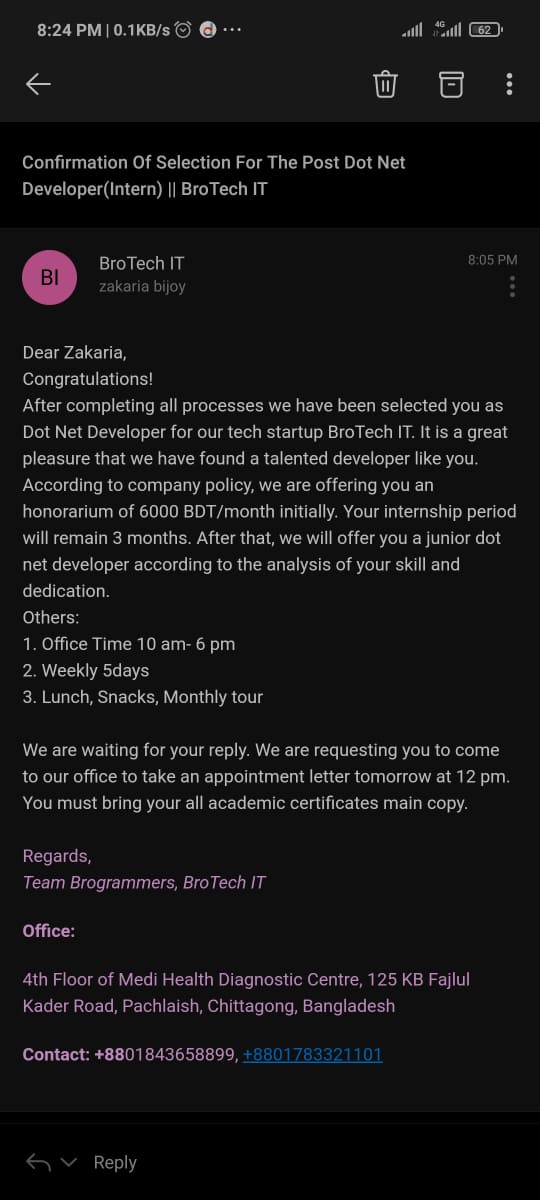 8:24 PM | 0.1KB/s ...
4G
62
Confirmation Of Selection For The Post Dot Net
Developer(Intern) || BroTech IT
BI
BroTech IT
8:05 PM
zakaria bijoy
Dear Zakaria,
Congratulations!
After completing all processes we have been selected you as
Dot Net Developer for our tech startup BroTech IT. It is a great
pleasure that we have found a talented developer like you.
According to company policy, we are offering you an
honorarium of 6000 BDT/month initially. Your internship period
will remain 3 months. After that, we will offer you a junior dot
net developer according to the analysis of your skill and
dedication.
Others:
1. Office Time 10 am- 6 pm
2. Weekly 5days
3. Lunch, Snacks, Monthly tour
We are waiting for your reply. We are requesting you to come
to our office to take an appointment letter tomorrow at 12 pm.
You must bring your all academic certificates main copy.
Regards,
Team Brogrammers, BroTech IT
Office:
4th Floor of Medi Health Diagnostic Centre, 125 KB Fajlul
Kader Road, Pachlaish, Chittagong, Bangladesh
Contact: +8801843658899, +8801783321101
Reply